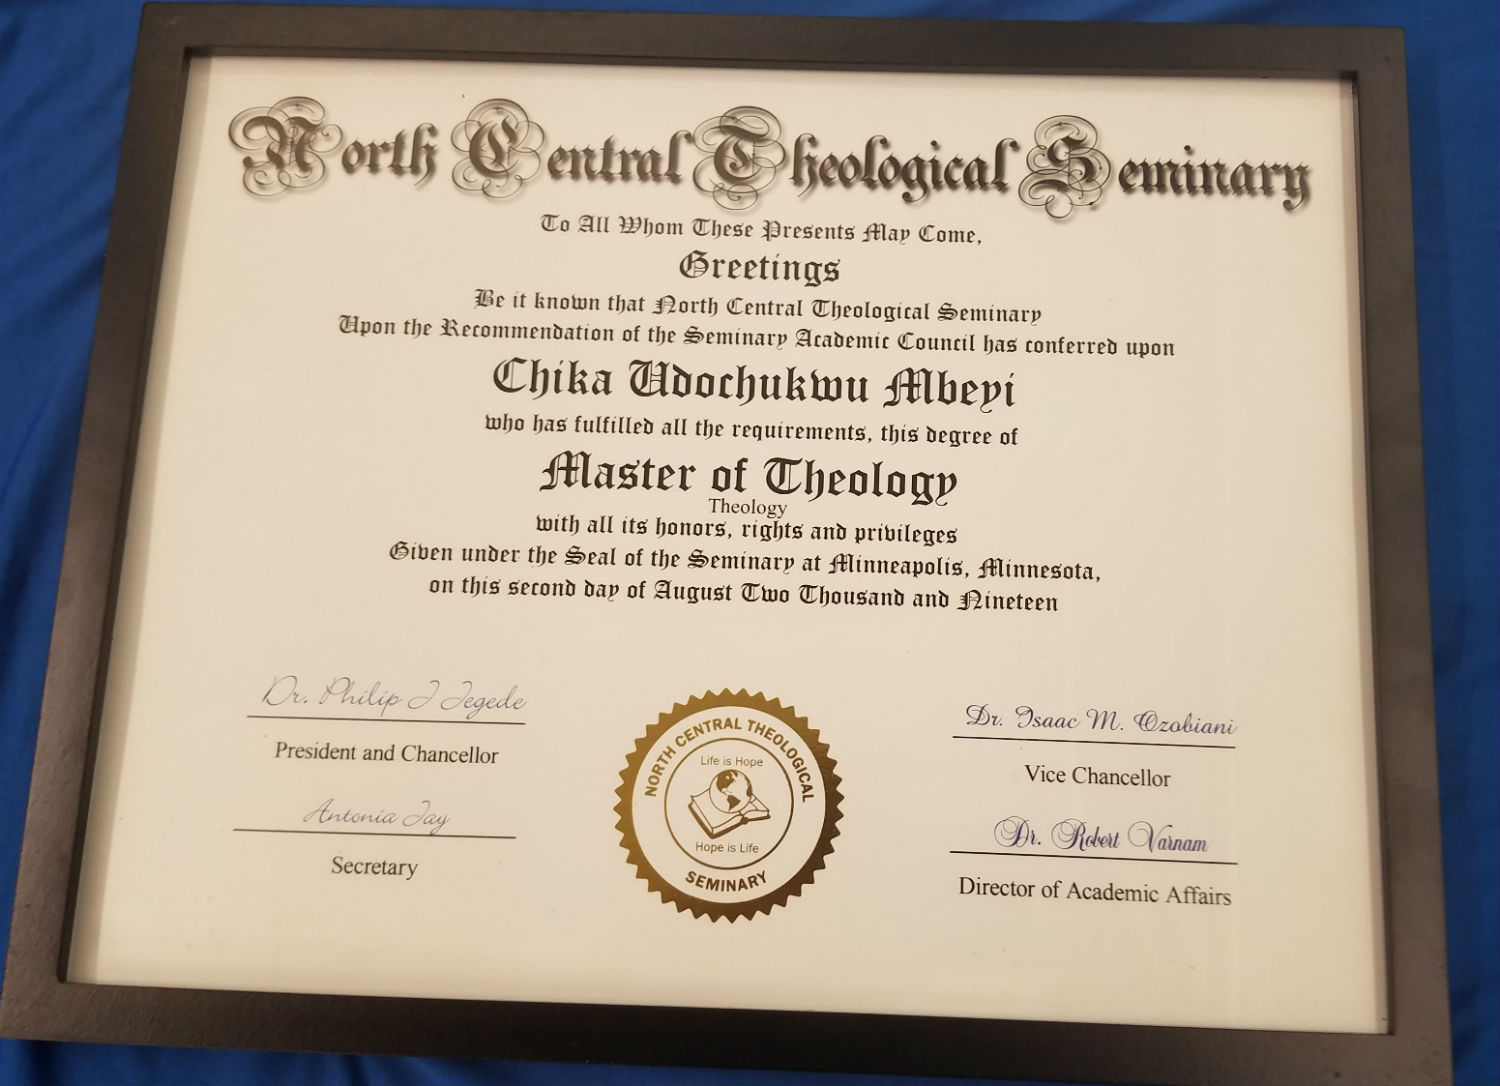 North Central Theological Seminary
To All Whom These Presents May Come,
Greetings
Be it known that North Central Theological Seminary
Upon the Recommendation of the Seminary Academic Council has conferred upon
Chika Udochukwu Mbeyi
who has fulfilled all the requirements, this degree of
Master of Theology
Theology
with all its honors, rights and privileges
Given under the Seal of the Seminary at Minneapolis, Minnesota,
on this second day of August Two Thousand and Nineteen
Dr. Philip J Jegede
President and Chancellor
Antonia Jay
Secretary
NORTH CENTRAL THEOLOGICAL
Life is Hope
Hope is Life
SEMINARY
Dr. Isaac M. Ozobiani
Vice Chancellor
Dr. Robert Varnam
Director of Academic Affairs